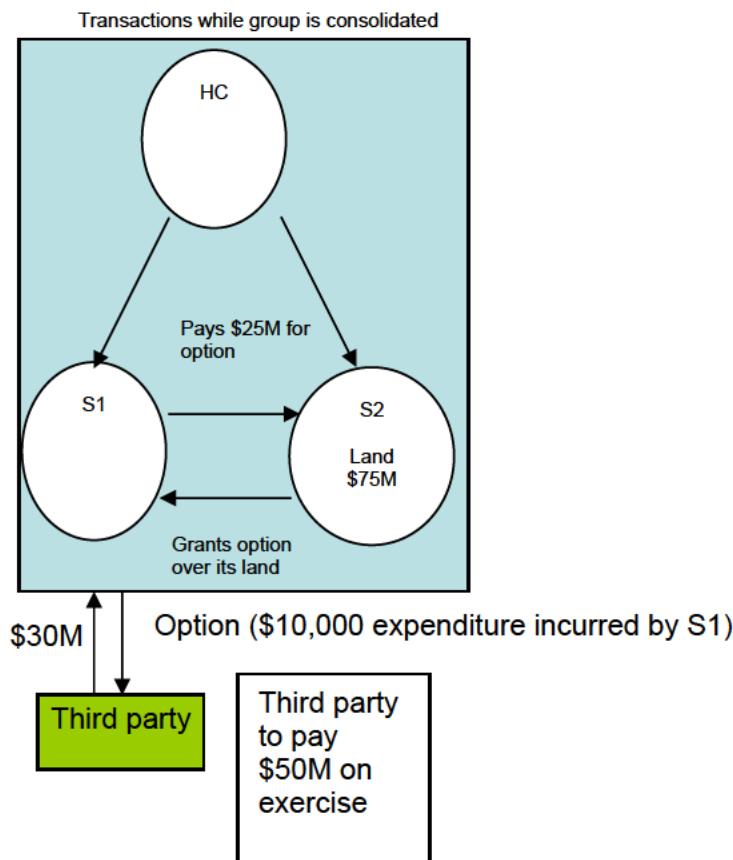 Transactions while group is consolidated
HC
Pays $25M for
option
S1
S2
Land
$75M
Grants option
over its land
$30M
Option ($10,000 expenditure incurred by S1)
Third party
Third party
to pay
$50M on
exercise